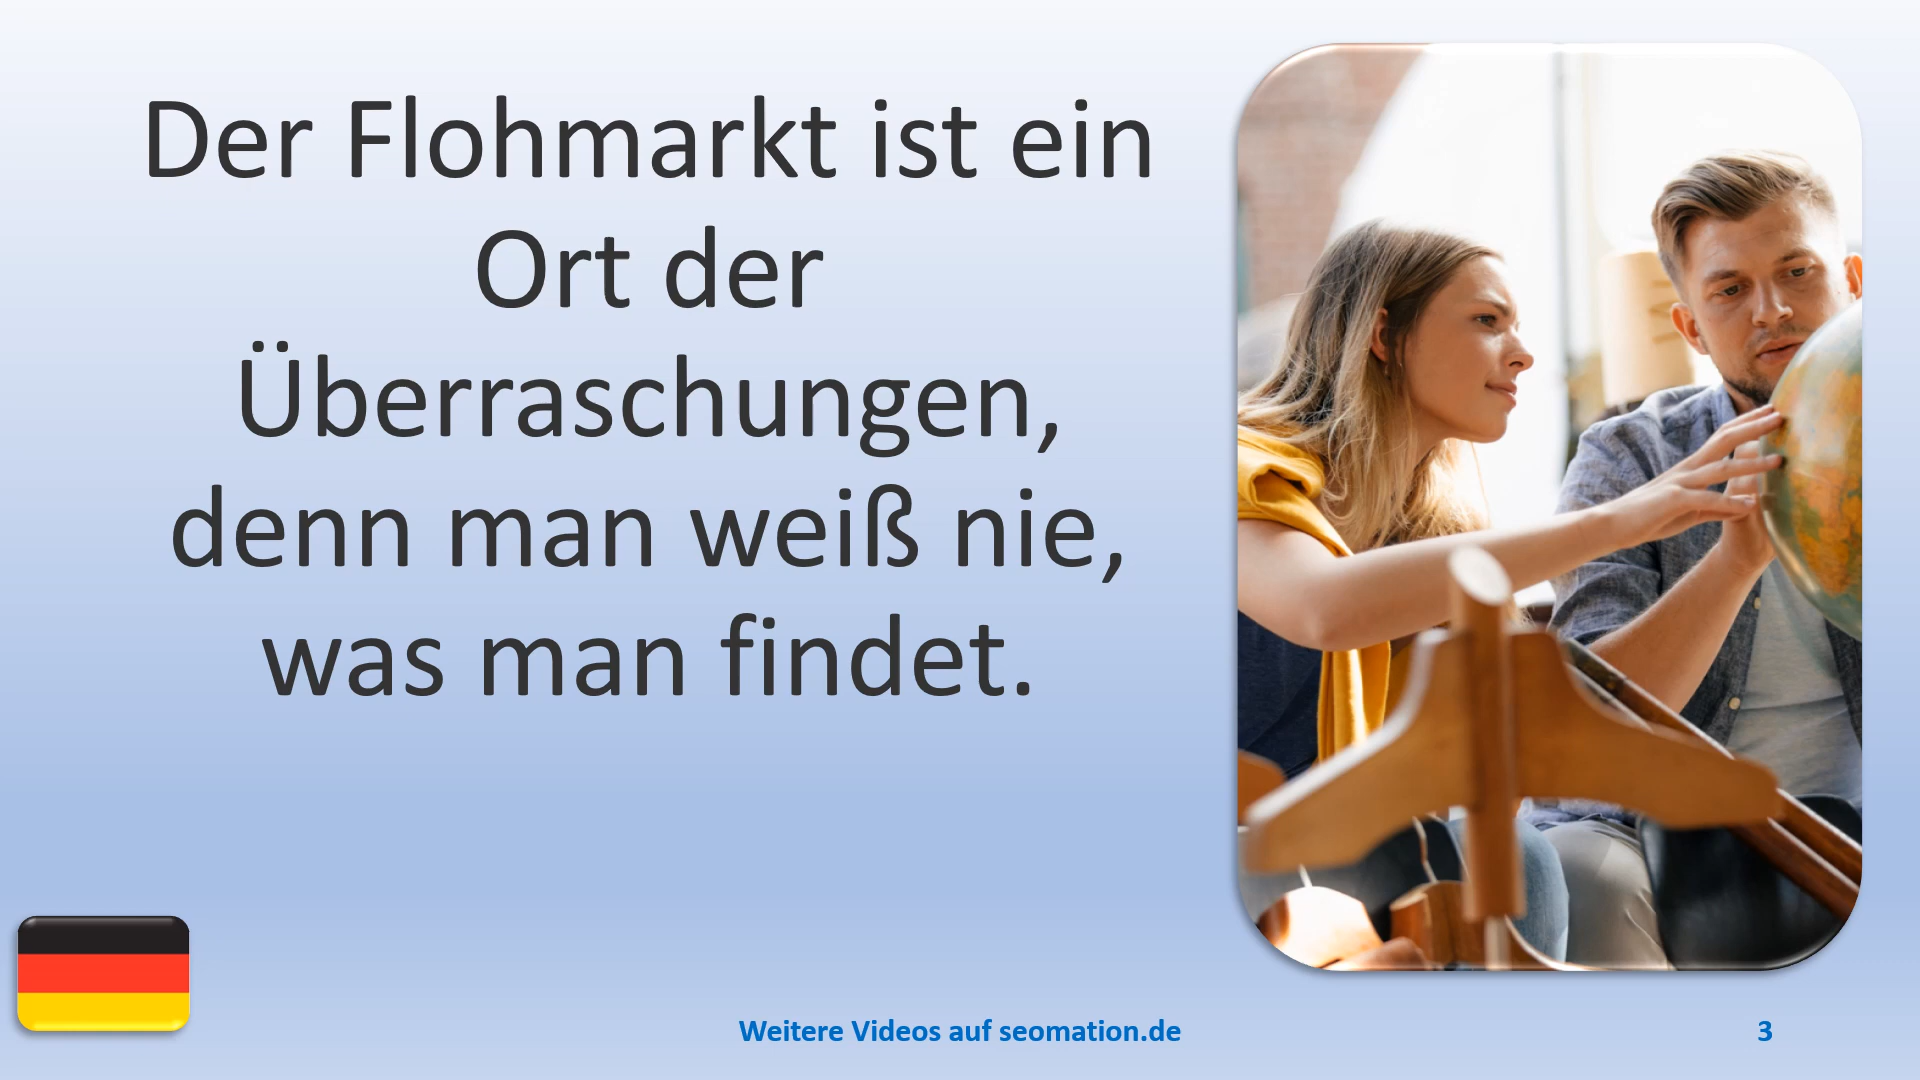 Der Flohmarkt ist ein
Ort der
Überraschungen,
denn man weiß nie,
was man findet.
Weitere Videos auf seomation.de
3